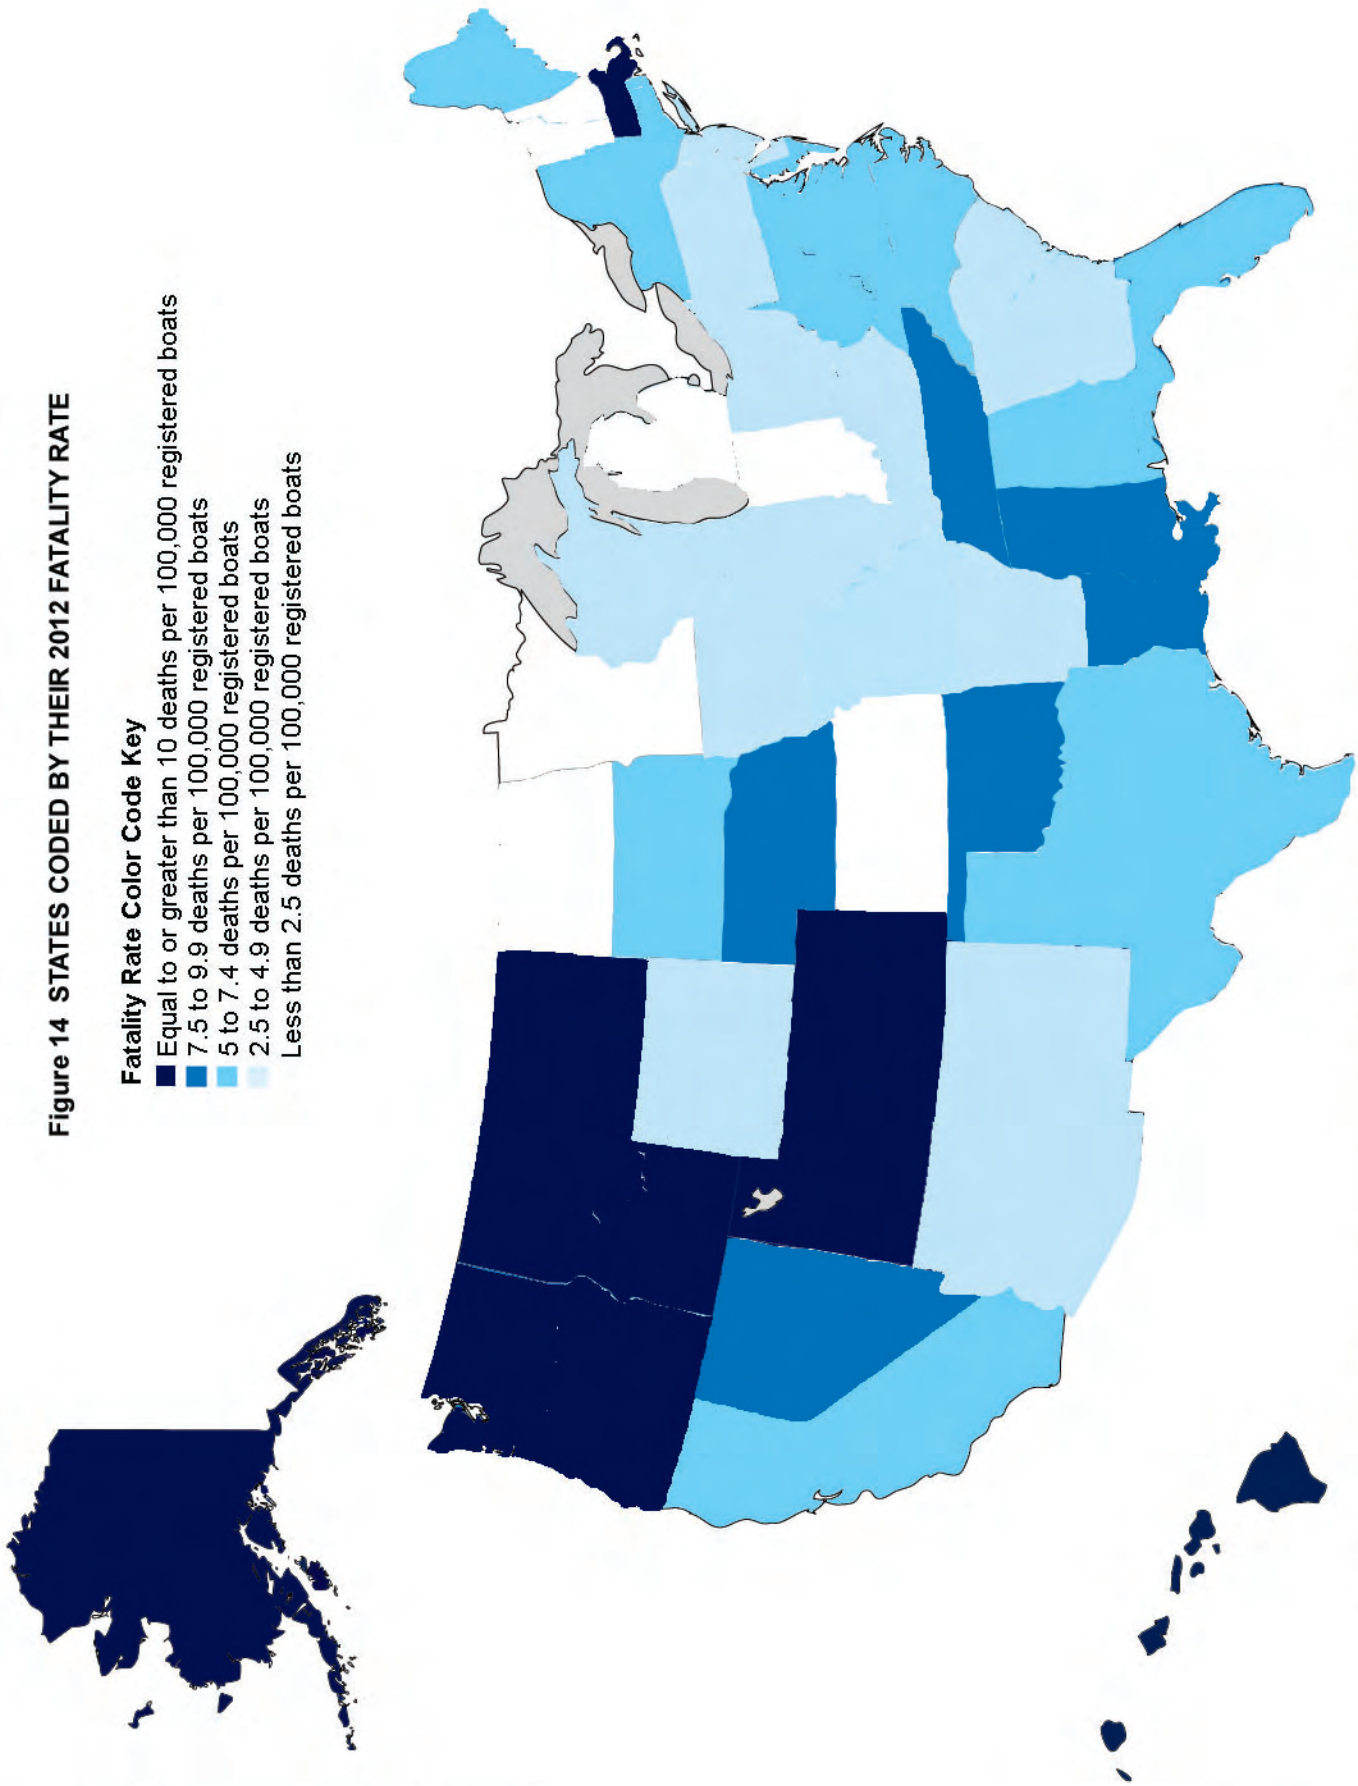 Figure 14 STATES CODED BY THEIR 2012 FATALITY RATE
Fatality Rate Color Code Key
Equal to or greater than 10 deaths per 100,000 registered boats
7.5 to 9.9 deaths per 100,000 registered boats
5 to 7.4 deaths per 100,000 registered boats
2.5 to 4.9 deaths per 100,000 registered boats
Less than 2.5 deaths per 100,000 registered boats